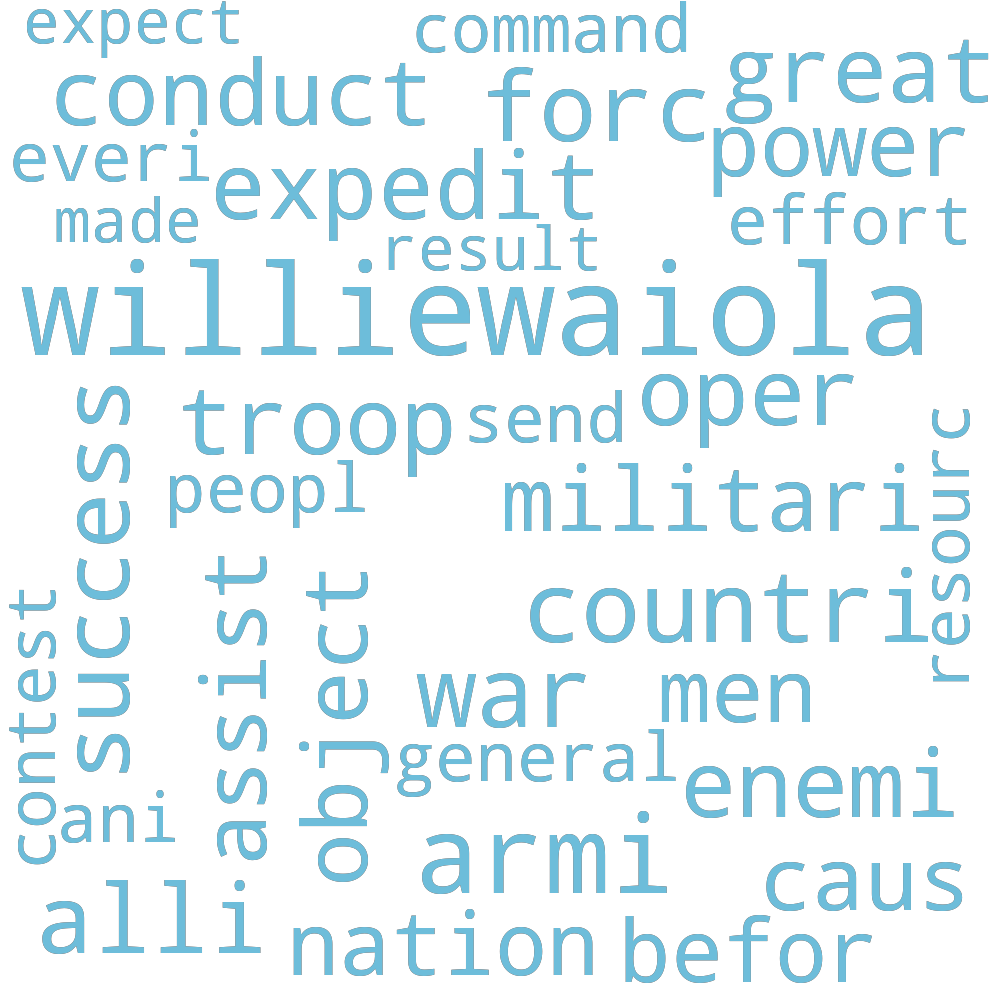 expect
command
great
conduct
forc
power
everi
expedit
made
effort
result
williewaiola
success
troop
send
oper
resourc
peopl
militari
contest
assist
object
countri
war
men
general
enemi
ani
armi
caus
alli
nation
befor